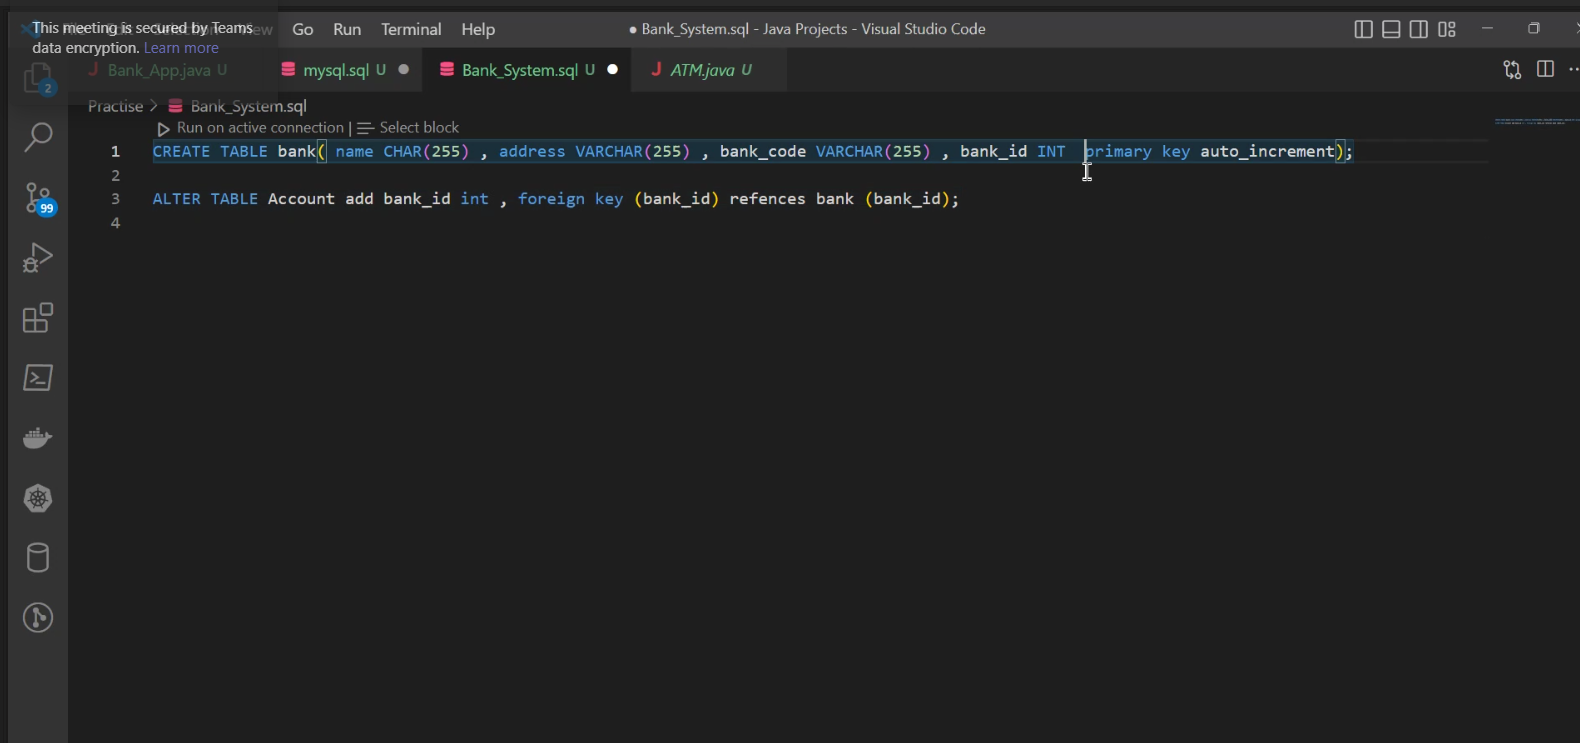 This meeting is secured by Teams
data encryption. Learn more
Go Run Terminal Help
● Bank_System.sql - Java Projects - Visual Studio Code
J Bank_App.java U
mysql.sql U
Bank_System.sql U
J ATM.java U
2
Practise > Bank_System.sql
Run on active connection | Select block
1 CREATE TABLE bank( name CHAR(255) , address VARCHAR(255) , bank_code VARCHAR(255) , bank_id INT primary key auto_increment);
2
3 ALTER TABLE Account add bank_id int , foreign key (bank_id) refences bank (bank_id);
4
99